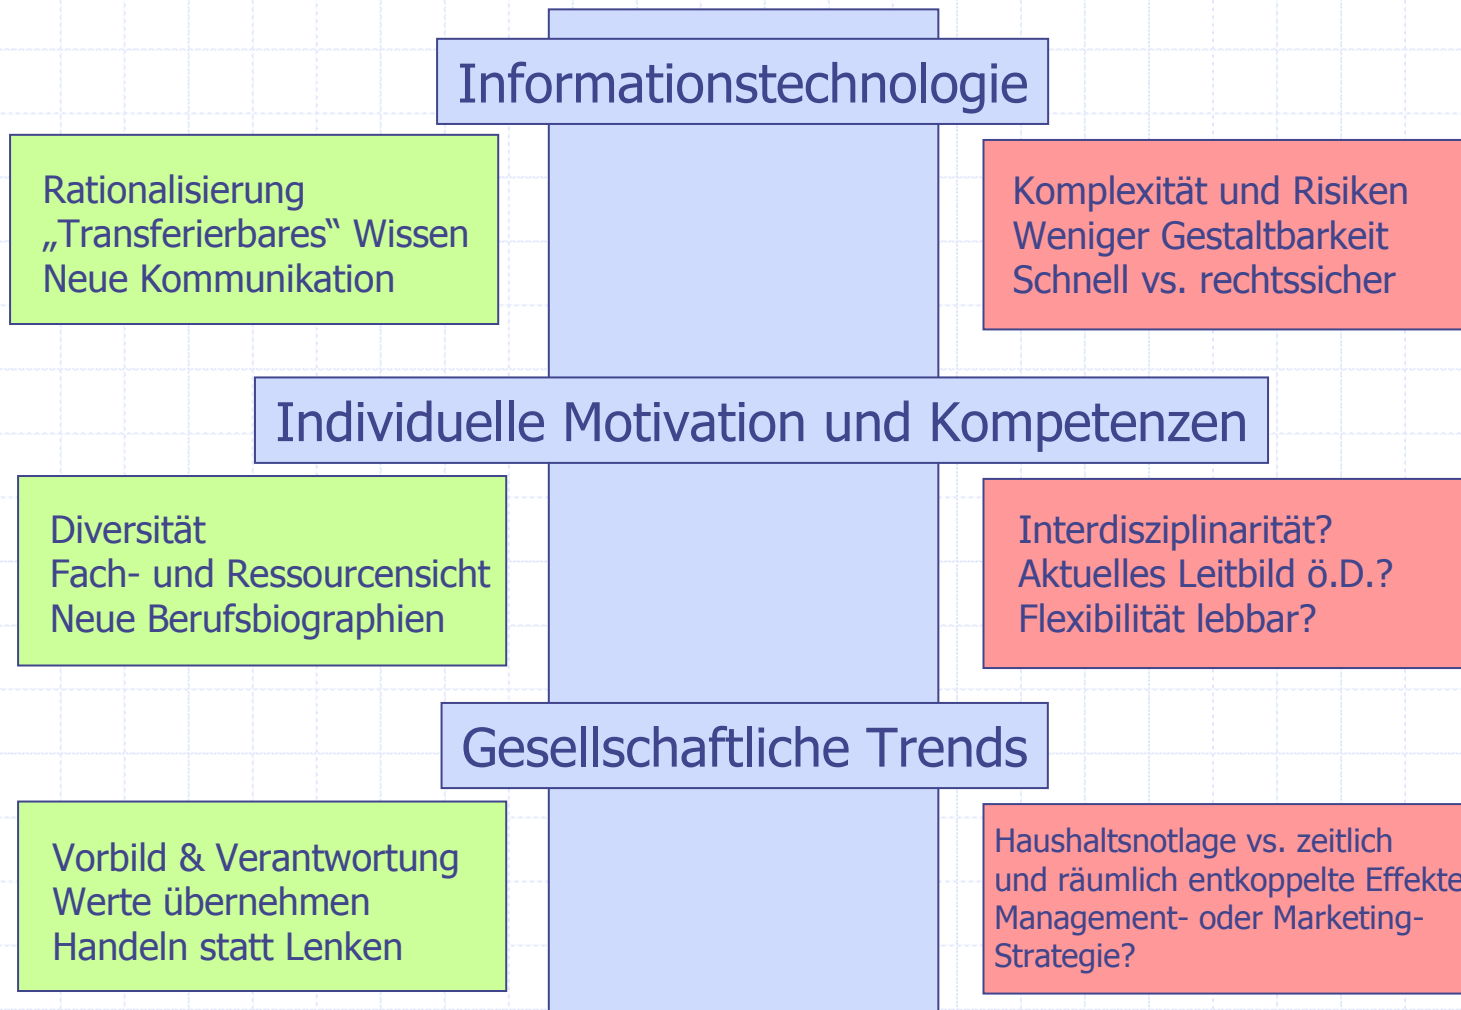 Informationstechnologie
Rationalisierung
„Transferierbares“ Wissen
Neue Kommunikation
Komplexität und Risiken
Weniger Gestaltbarkeit
Schnell vs. rechtssicher
Individuelle Motivation und Kompetenzen
Diversität
Fach- und Ressourcensicht
Neue Berufsbiographien
Interdisziplinarität?
Aktuelles Leitbild ö.D.?
Flexibilität lebbar?
Gesellschaftliche Trends
Vorbild & Verantwortung
Werte übernehmen
Handeln statt Lenken
Haushaltsnotlage vs. zeitlich
und räumlich entkoppelte Effekte
Management- oder Marketing-
Strategie?